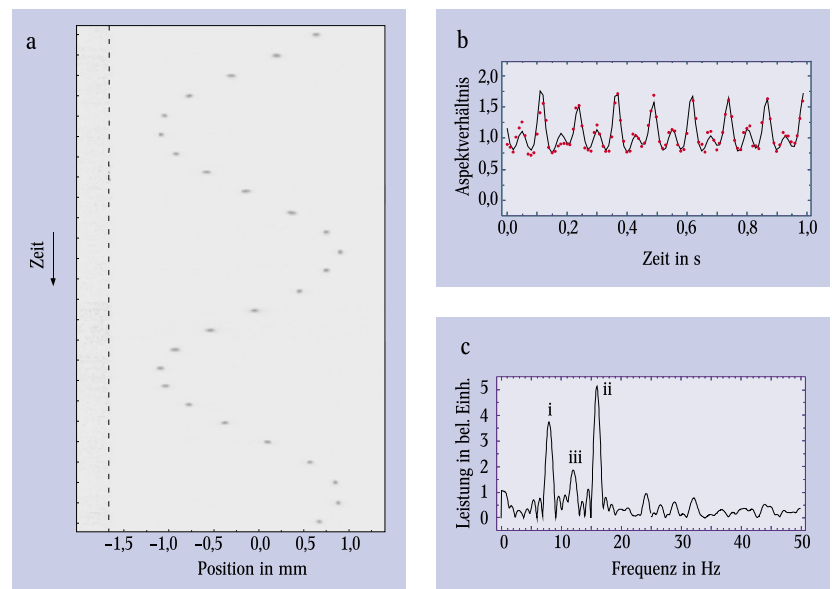 a
Zeit
–1,5 –1,0 –0,5 0,0 0,5 1,0
Position in mm
b
Aspektverhältnis
2,0
1,5
1,0
0,5
0,0
0,0 0,2 0,4 0,6 0,8 1,0
Zeit in s
c
Leistung in bel. Einh.
5
4
3
2
1
0
i
ii
iii
0 10 20 30 40 50
Frequenz in Hz